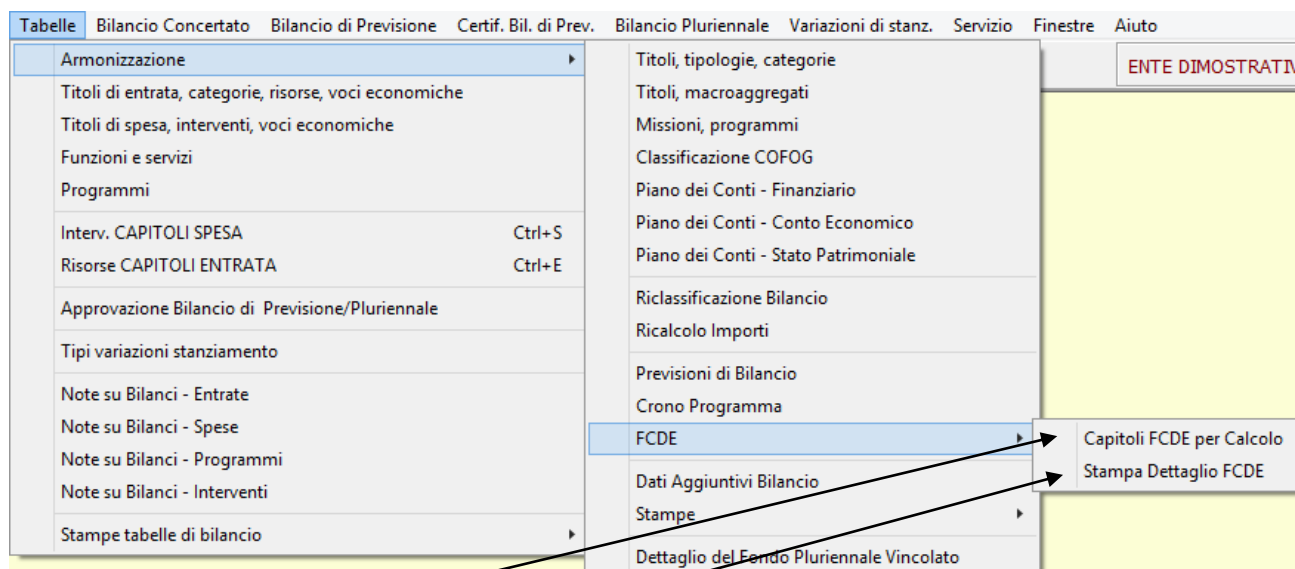 Tabelle Bilancio Concertato Bilancio di Previsione Certif. Bil. di Prev. Bilancio Pluriennale Variazioni di stanz. Servizio Finestre Aiuto
ENTE DIMOSTRATIV
Armonizzazione
Titoli di entrata, categorie, risorse, voci economiche
Titoli di spesa, interventi, voci economiche
Funzioni e servizi
Programmi
Interv. CAPITOLI SPESA Ctrl+S
Risorse CAPITOLI ENTRATA Ctrl+E
Approvazione Bilancio di Previsione/Pluriennale
Tipi variazioni stanziamento
Note su Bilanci - Entrate
Note su Bilanci - Spese
Note su Bilanci - Programmi
Note su Bilanci - Interventi
Stampe tabelle di bilancio
Titoli, tipologie, categorie
Titoli, macroaggregati
Missioni, programmi
Classificazione COFOG
Piano dei Conti - Finanziario
Piano dei Conti - Conto Economico
Piano dei Conti - Stato Patrimoniale
Riclassificazione Bilancio
Ricalcolo Importi
Previsioni di Bilancio
Crono Programma
FCDE
Dati Aggiuntivi Bilancio
Stampe
Dettaglio del Fondo Pluriennale Vincolato
Capitoli FCDE per Calcolo
Stampa Dettaglio FCDE